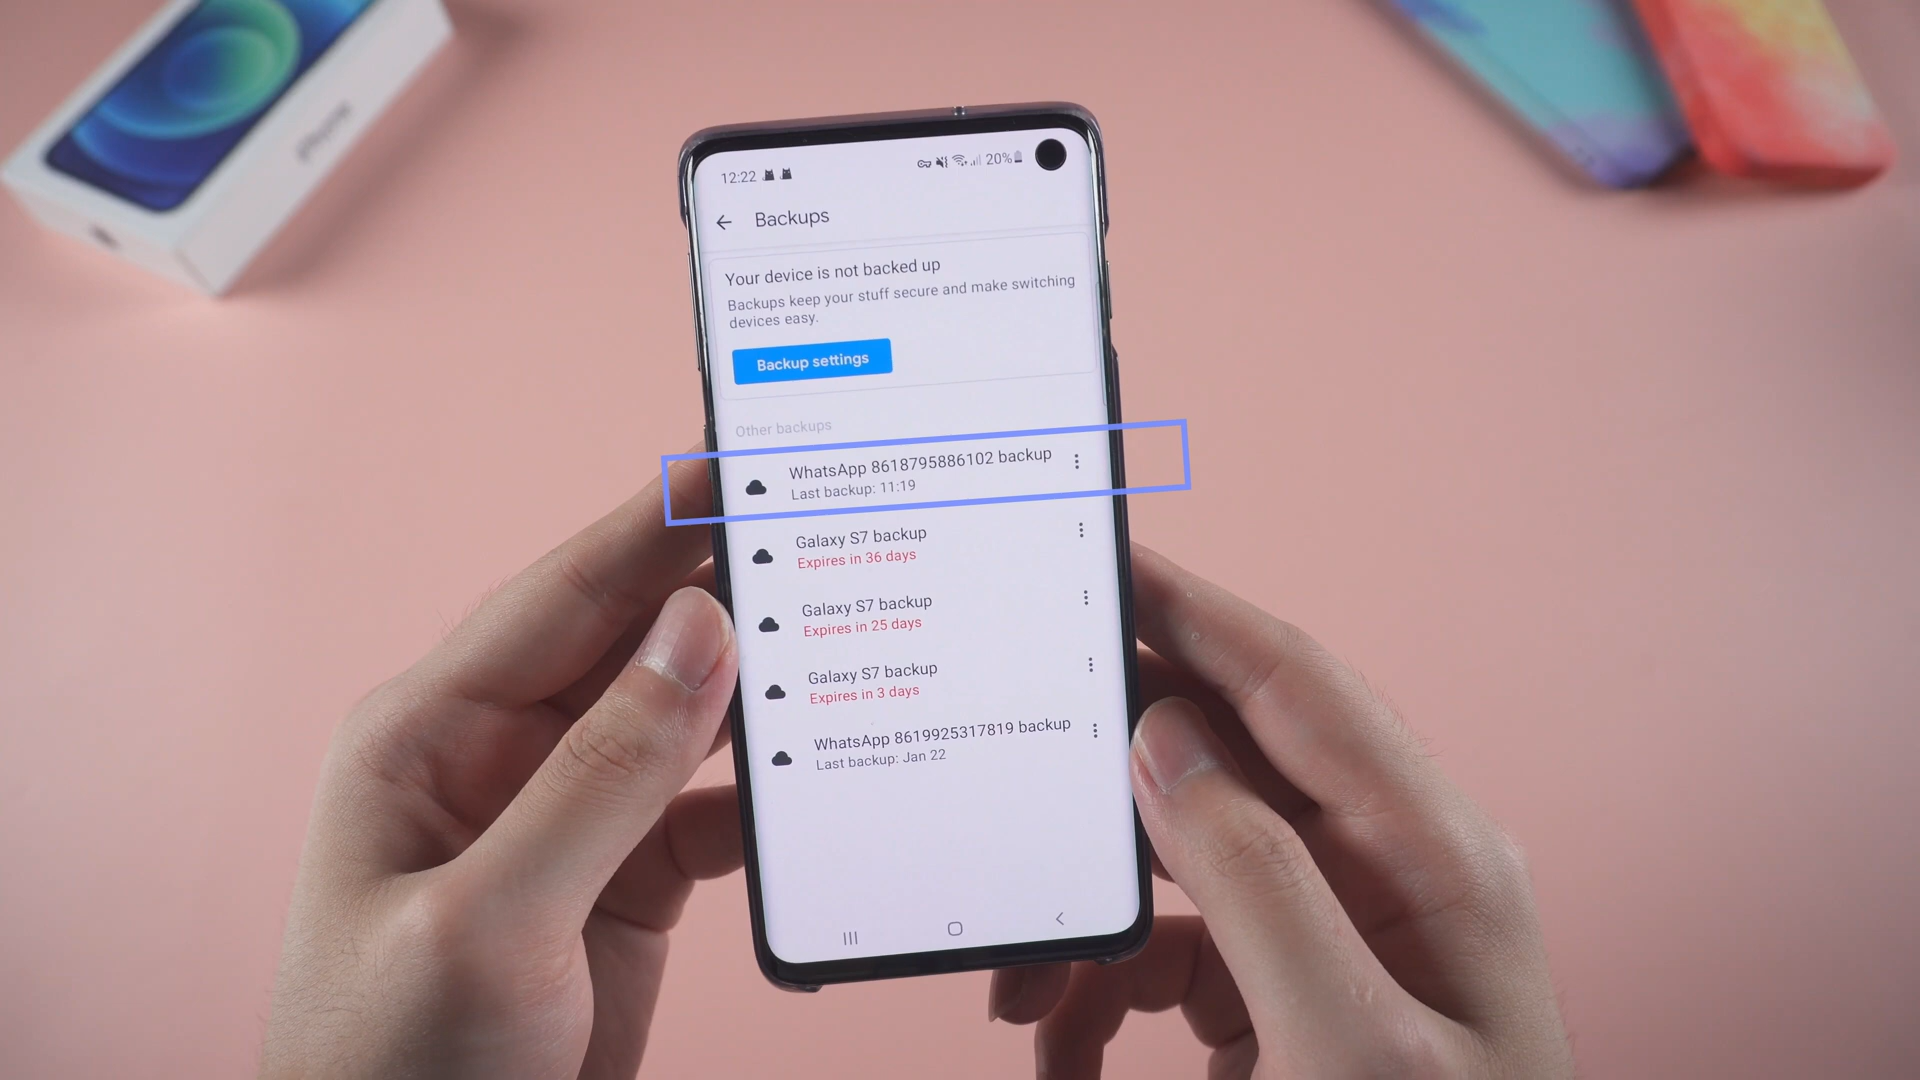 iPhone
12:22
20%
Backups
Your device is not backed up
Backups keep your stuff secure and make switching
devices easy.
Backup settings
Other backups
WhatsApp 8618795886102 backup
Last backup: 11:19
Galaxy S7 backup
Expires in 36 days
Galaxy S7 backup
Expires in 25 days
Galaxy S7 backup
Expires in 3 days
WhatsApp 8619925317819 backup
Last backup: Jan 22